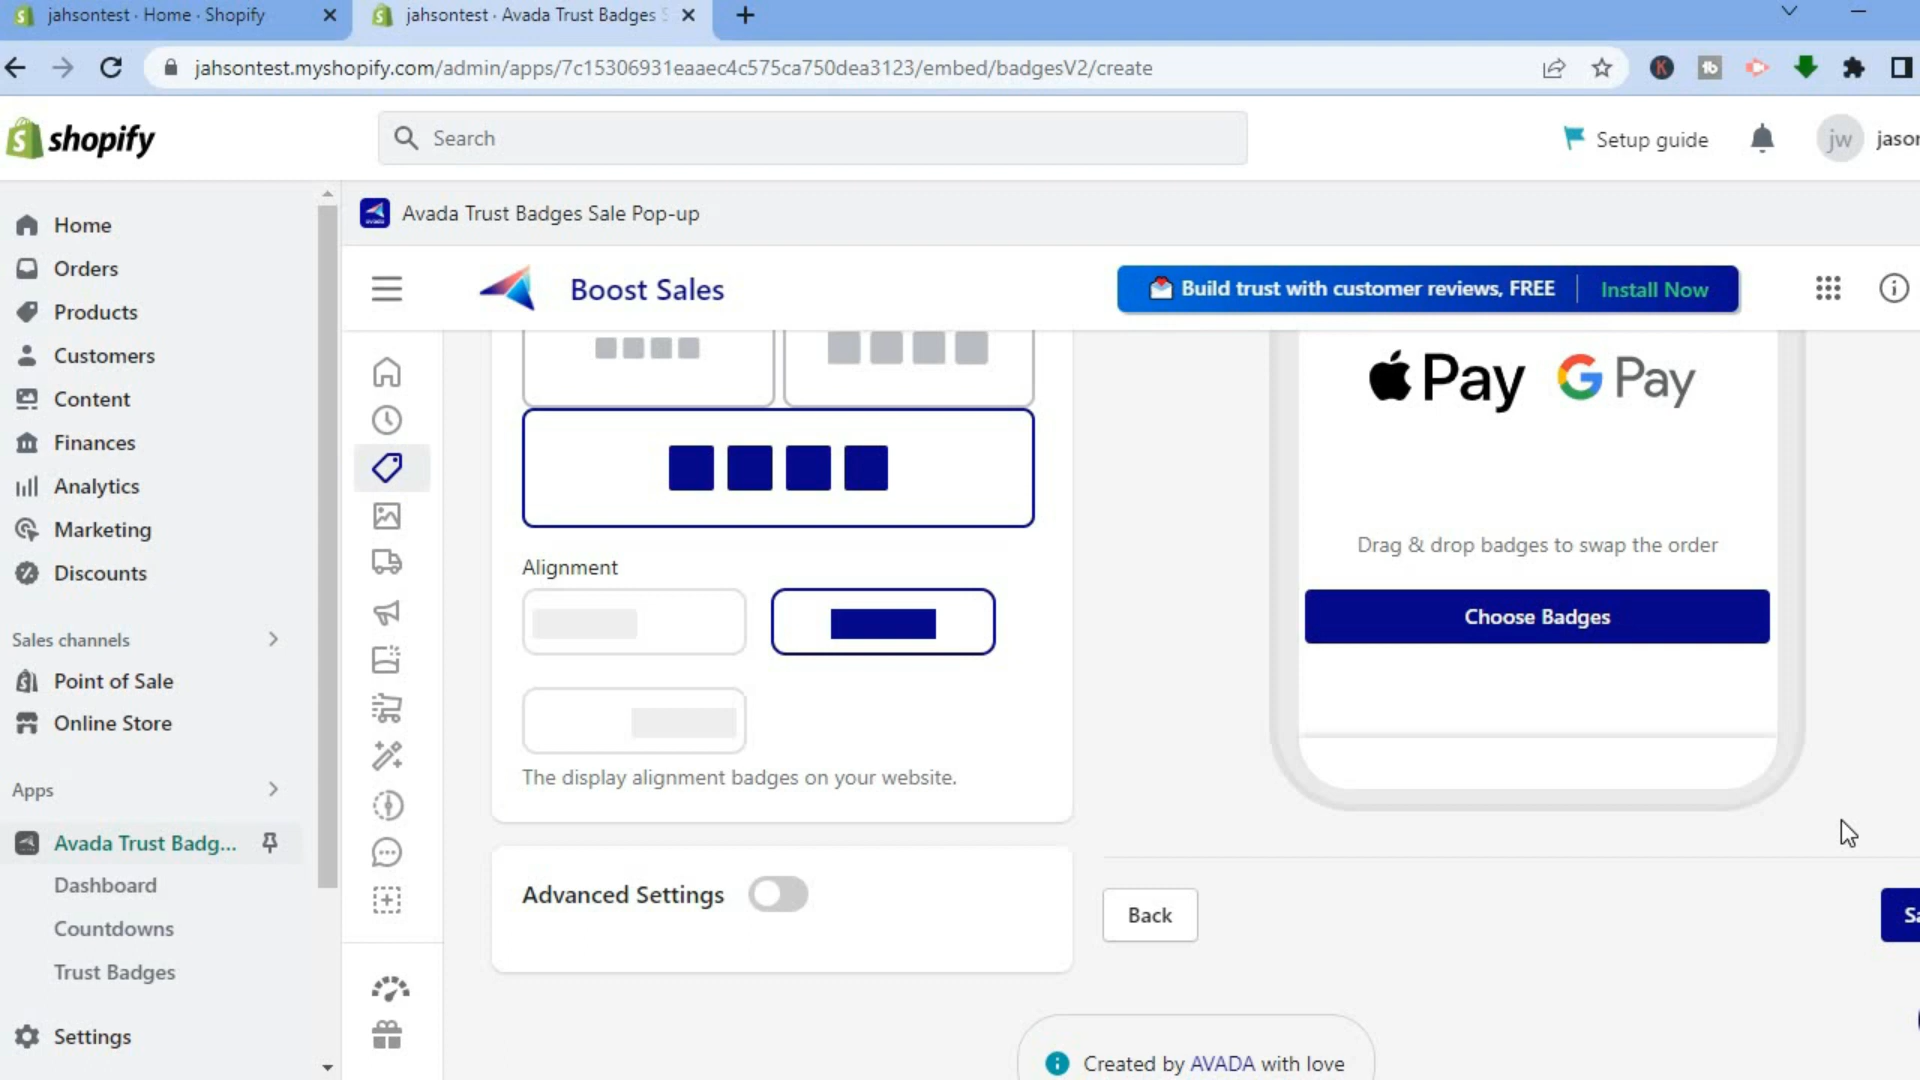 jahsontest · Home · Shopify
jahsontest · Avada Trust Badges S
jahsontest.myshopify.com/admin/apps/7c15306931eaaec4c575ca750dea3123/embed/badgesV2/create
K
tb
shopify
Search
Setup guide
jw
jason
Avada Trust Badges Sale Pop-up
Boost Sales
Build trust with customer reviews, FREE
Install Now
Home
Orders
Products
Customers
Content
Finances
Analytics
Marketing
Discounts
Sales channels
Point of Sale
Online Store
Apps
Avada Trust Badg...
Dashboard
Countdowns
Trust Badges
Settings
Alignment
The display alignment badges on your website.
Advanced Settings
Pay
G Pay
Drag & drop badges to swap the order
Choose Badges
Back
Sa
Created by AVADA with love